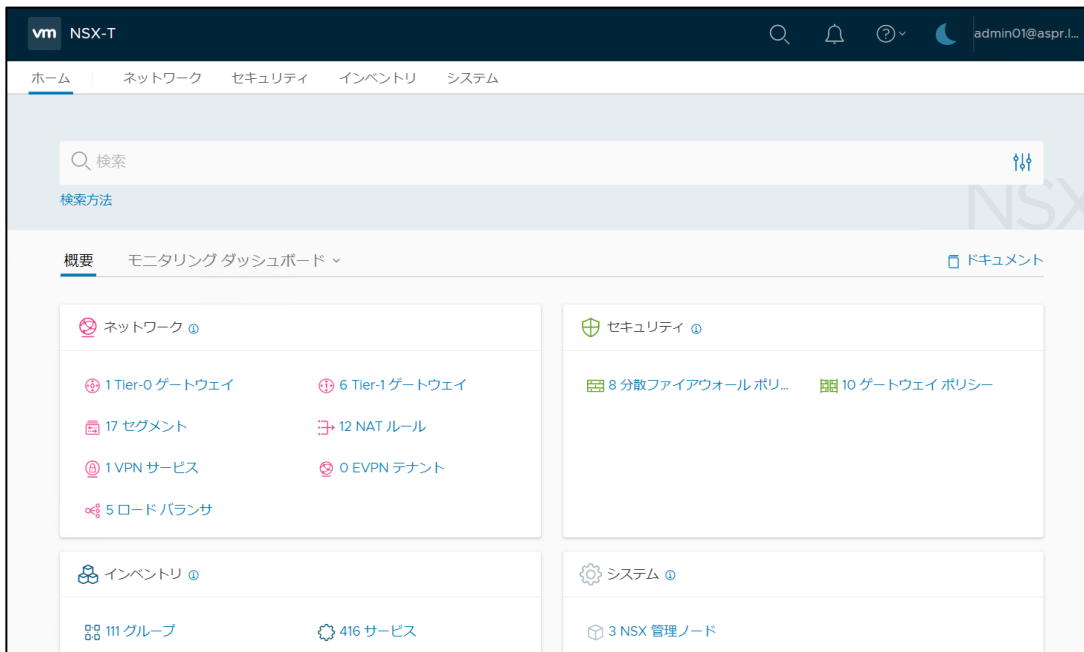 vm NSX-T admin01@aspr.l...
ホーム ネットワーク セキュリティ インベントリ システム
検索
検索方法
NSX
概要 モニタリング ダッシュボード ドキュメント
ネットワーク
1 Tier-0 ゲートウェイ 6 Tier-1 ゲートウェイ
17 セグメント 12 NAT ルール
1 VPN サービス 0 EVPN テナント
5 ロード バランサ
セキュリティ
8 分散ファイアウォール ポリ... 10 ゲートウェイ ポリシー
インベントリ
111 グループ 416 サービス
システム
3 NSX 管理ノード